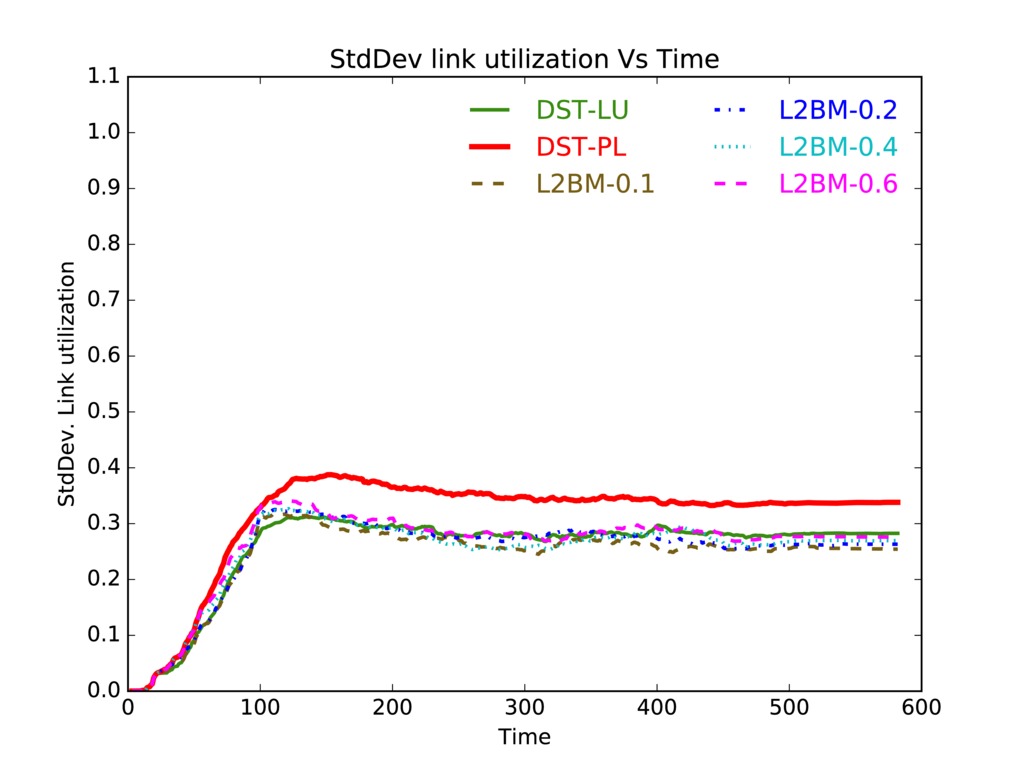 StdDev link utilization Vs Time
1.1
1.0
0.9
0.8
0.7
0.6
0.5
0.4
0.3
0.2
0.1
0.0
StdDev. Link utilization
DST-LU
DST-PL
L2BM-0.1
L2BM-0.2
L2BM-0.4
L2BM-0.6
0 100 200 300 400 500 600
Time